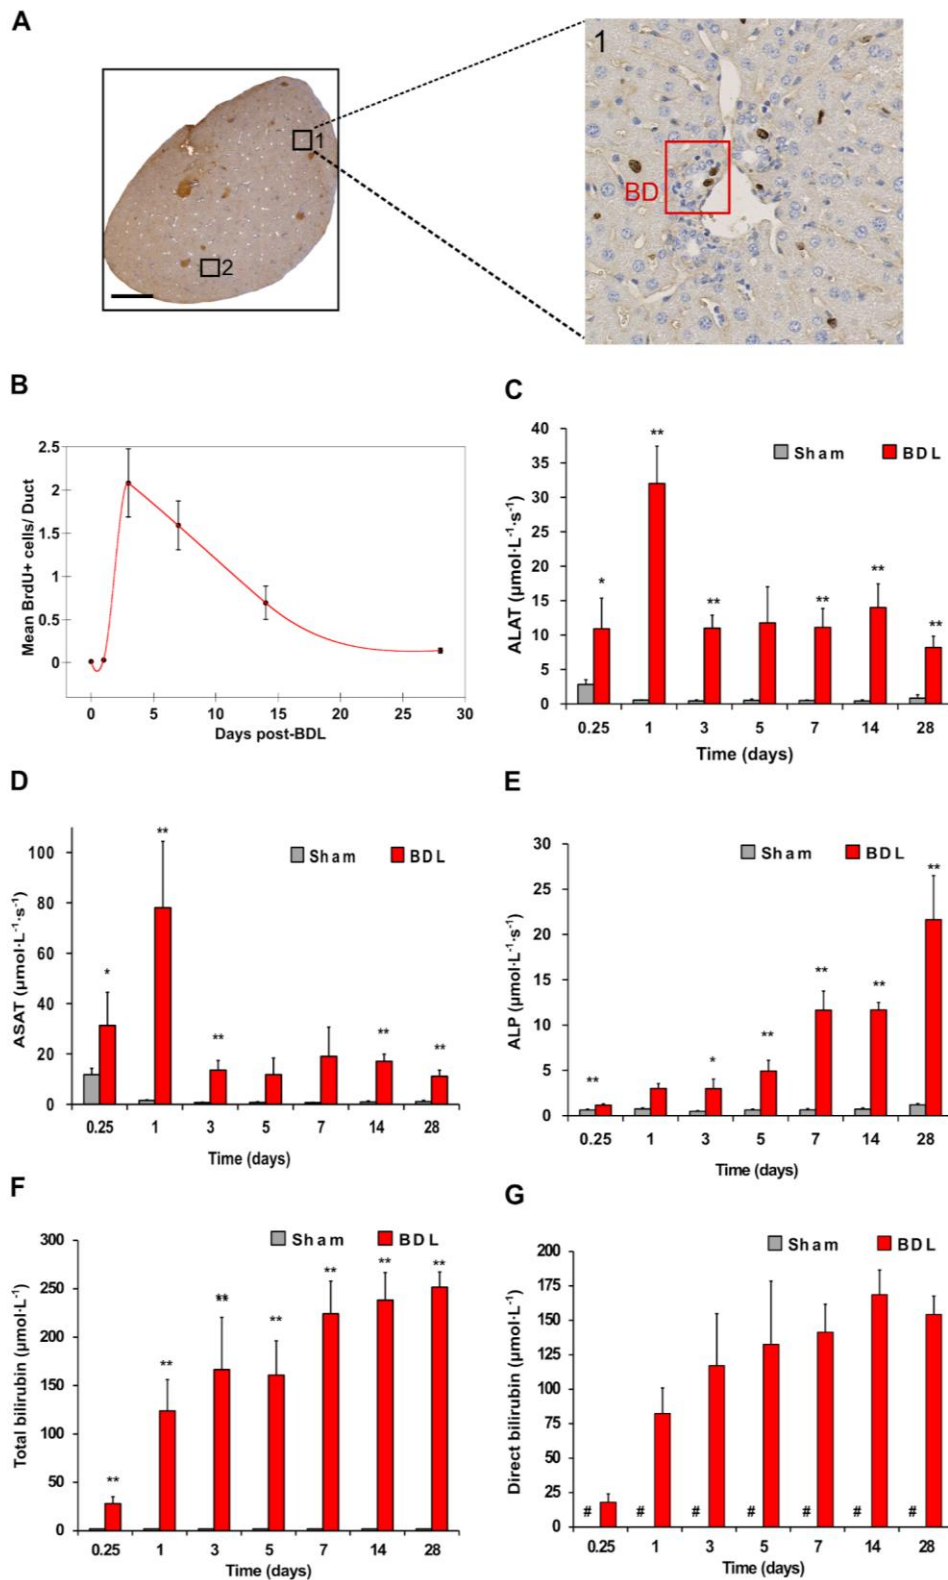 A
1
2
1
BD
B
Mean BrdU+ cells/ Duct
2.5
2
1.5
1
0.5
0
0 5 10 15 20 25 30
Days post-BDL
C
Sham BDL
ALAT (µmol·L⁻¹·s⁻¹)
40
35
30
25
20
15
10
5
0
* ** ** ** ** **
0.25 1 3 5 7 14 28
Time (days)
D
Sham BDL
ASAT (µmol·L⁻¹·s⁻¹)
100
80
60
40
20
0
* ** ** ** **
0.25 1 3 5 7 14 28
Time (days)
E
Sham BDL
ALP (µmol·L⁻¹·s⁻¹)
30
25
20
15
10
5
0
** * ** ** ** **
0.25 1 3 5 7 14 28
Time (days)
F
Sham BDL
Total bilirubin (µmol·L⁻¹)
300
250
200
150
100
50
0
** ** ** ** ** ** **
0.25 1 3 5 7 14 28
Time (days)
G
Sham BDL
Direct bilirubin (µmol·L⁻¹)
200
175
150
125
100
75
50
25
0
# # # # # # #
0.25 1 3 5 7 14 28
Time (days)